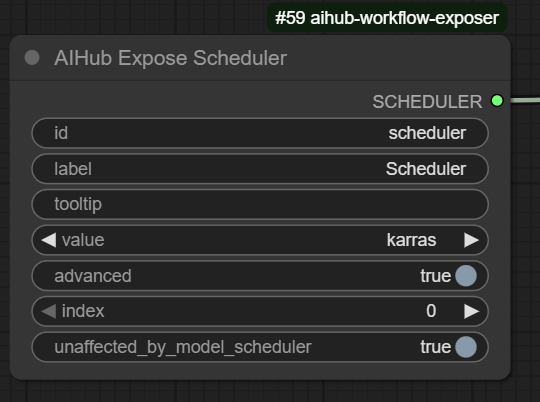 #59 aihub-workflow-exposer
AIHub Expose Scheduler
SCHEDULER
id scheduler
label Scheduler
tooltip
value karras
advanced true
index 0
unaffected_by_model_scheduler true